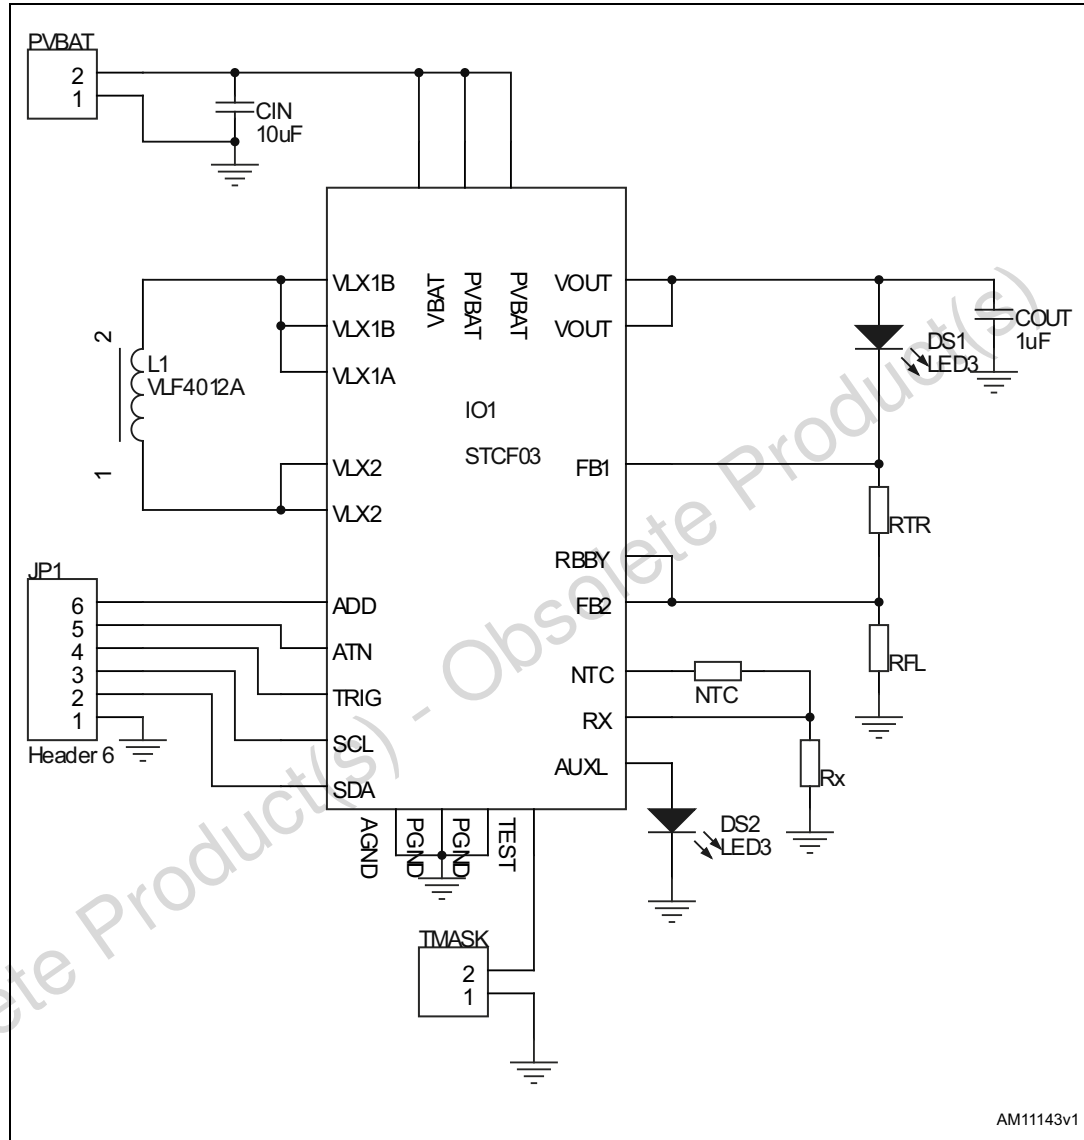 PVBAT
2
1
CIN
10uF
VLX1B
VLX1B
VLX1A
VLX2
VLX2
ADD
ATN
TRIG
SCL
SDA
VBAT
PVBAT
PVBAT
IO1
STCF03
VOUT
VOUT
FB1
RBBY
FB2
NTC
RX
AUXL
AGND
PGND
PGND
TEST
2
L1
VLF4012A
1
JP1
6
5
4
3
2
1
Header 6
COUT
1uF
DS1
LED3
RTR
RFL
NTC
Rx
DS2
LED3
TMASK
2
1
ete Product(s) - Obsolete Product(s)
AM11143v1